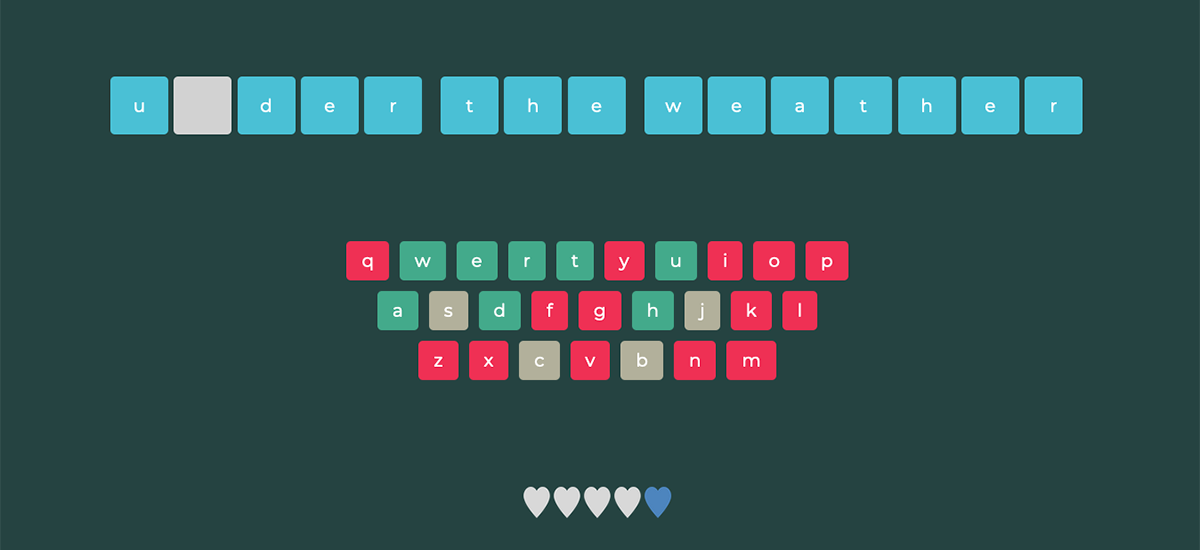 u der the weather
q w e r t y u i o p
a s d f g h j k l
z x c v b n m